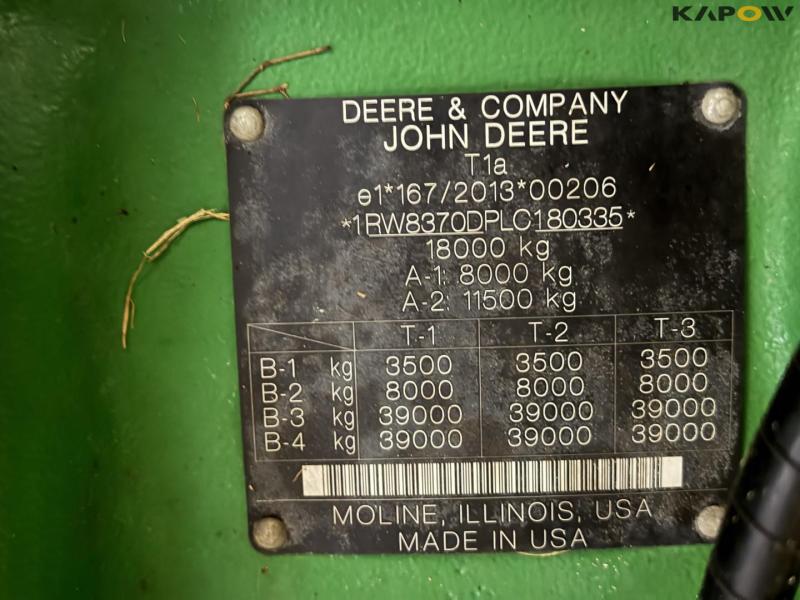 KAPOW
DEERE & COMPANY
JOHN DEERE
T1a
e1*167/2013*00206
*1RW8370DPLC180335*
18000 kg
A-1: 8000 kg
A-2: 11500 kg
T-1 T-2 T-3
B-1 kg 3500 3500 3500
B-2 kg 8000 8000 8000
B-3 kg 39000 39000 39000
B-4 kg 39000 39000 39000
MOLINE, ILLINOIS, USA
MADE IN USA